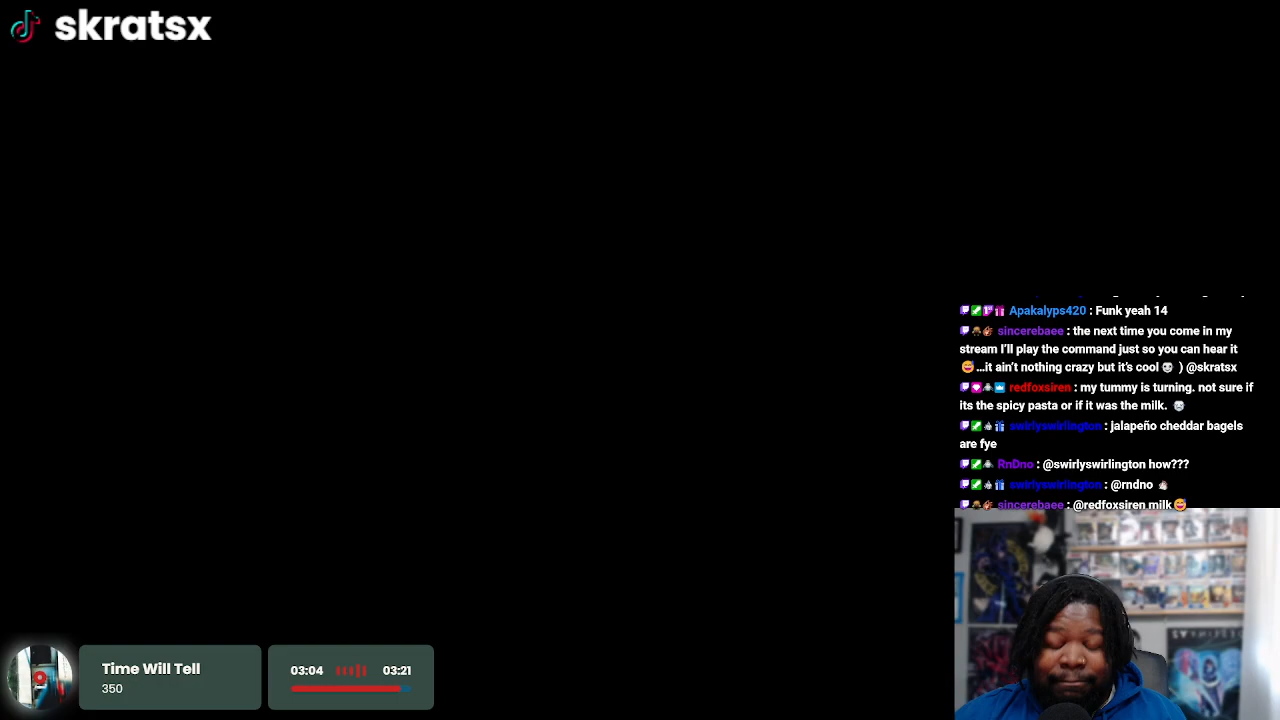 skratsx
Apakalyps420 : Funk yeah 14
sincerebaee : the next time you come in my
stream I'll play the command just so you can hear it
😅...it ain't nothing crazy but it's cool ) @skratsx
redfoxsiren : my tummy is turning. not sure if
its the spicy pasta or if it was the milk.
swirlyswirlington : jalapeño cheddar bagels
are fye
RnDno : @swirlyswirlington how???
swirlyswirlington : @rndno
sincerebaee : @redfoxsiren milk😅
Time Will Tell
350
03:04 03:21